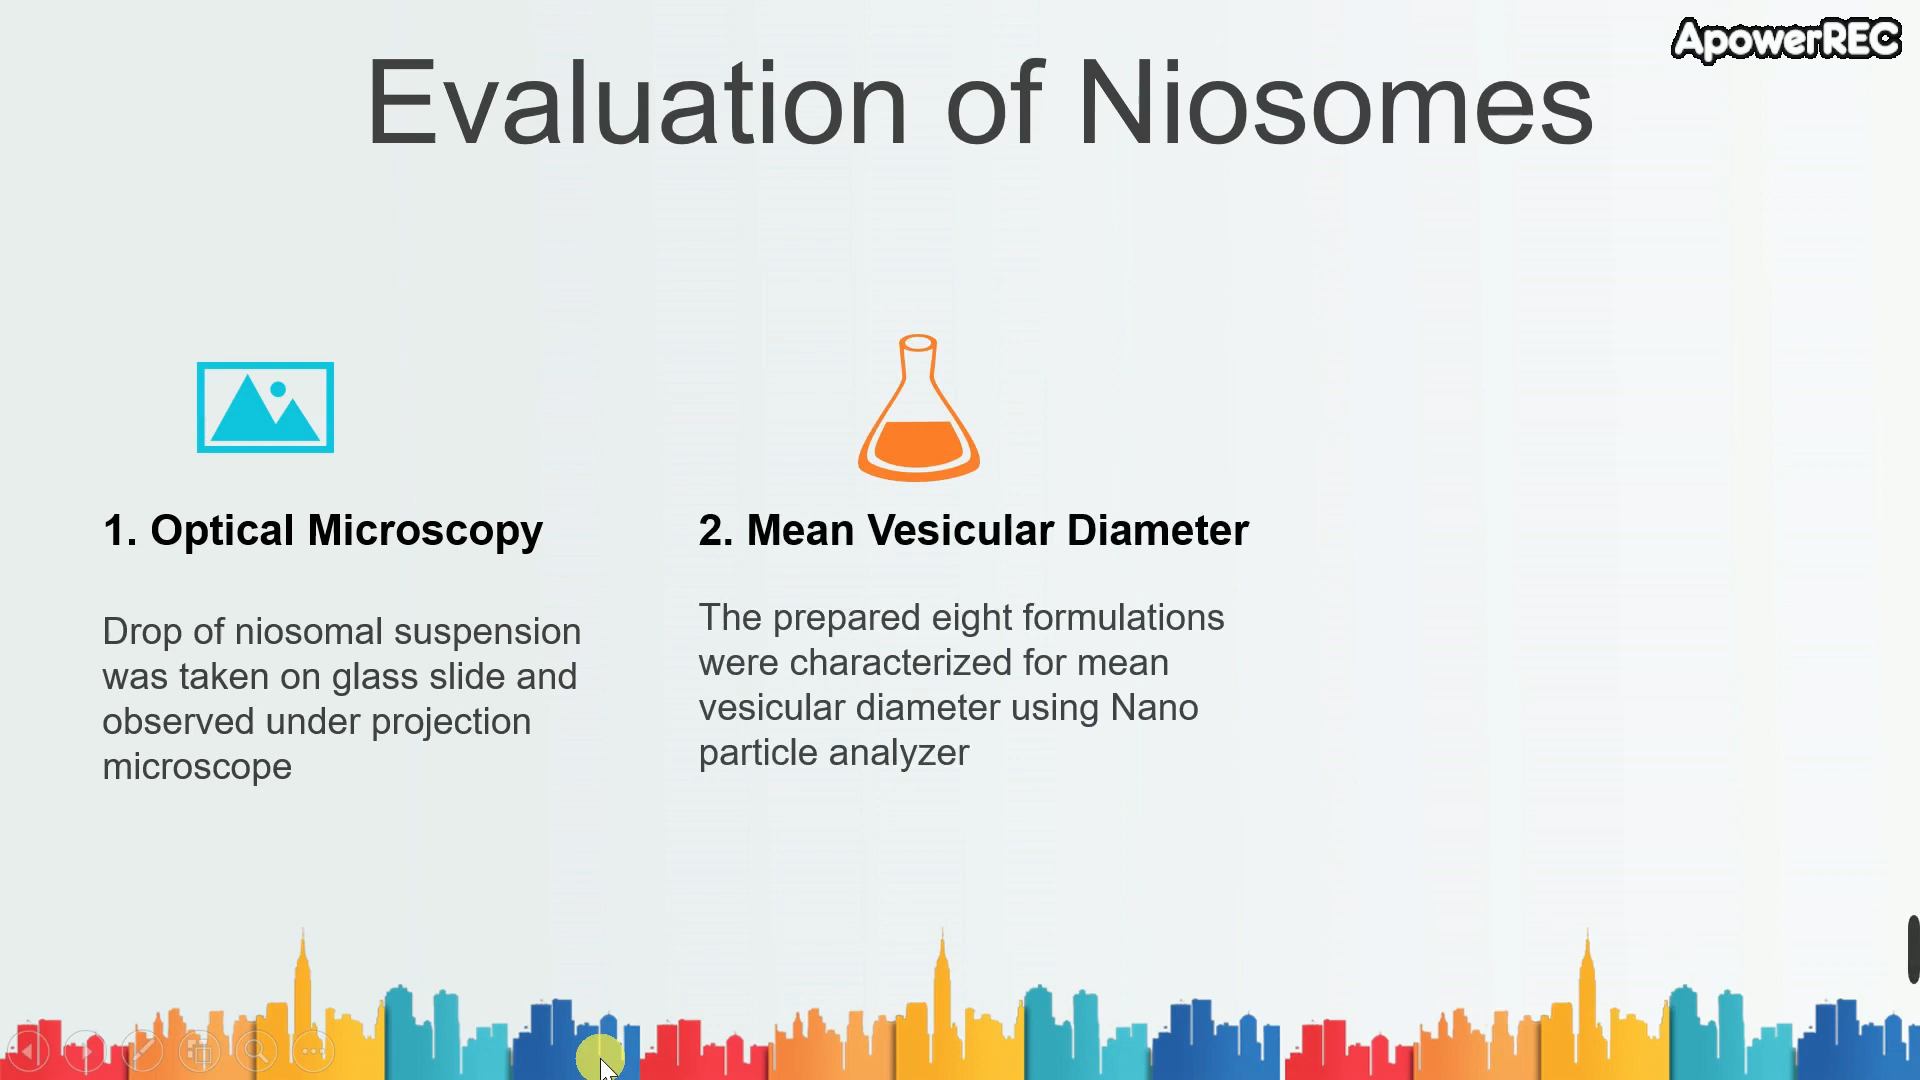 ApowerREC
Evaluation of Niosomes
1. Optical Microscopy
Drop of niosomal suspension
was taken on glass slide and
observed under projection
microscope
2. Mean Vesicular Diameter
The prepared eight formulations
were characterized for mean
vesicular diameter using Nano
particle analyzer